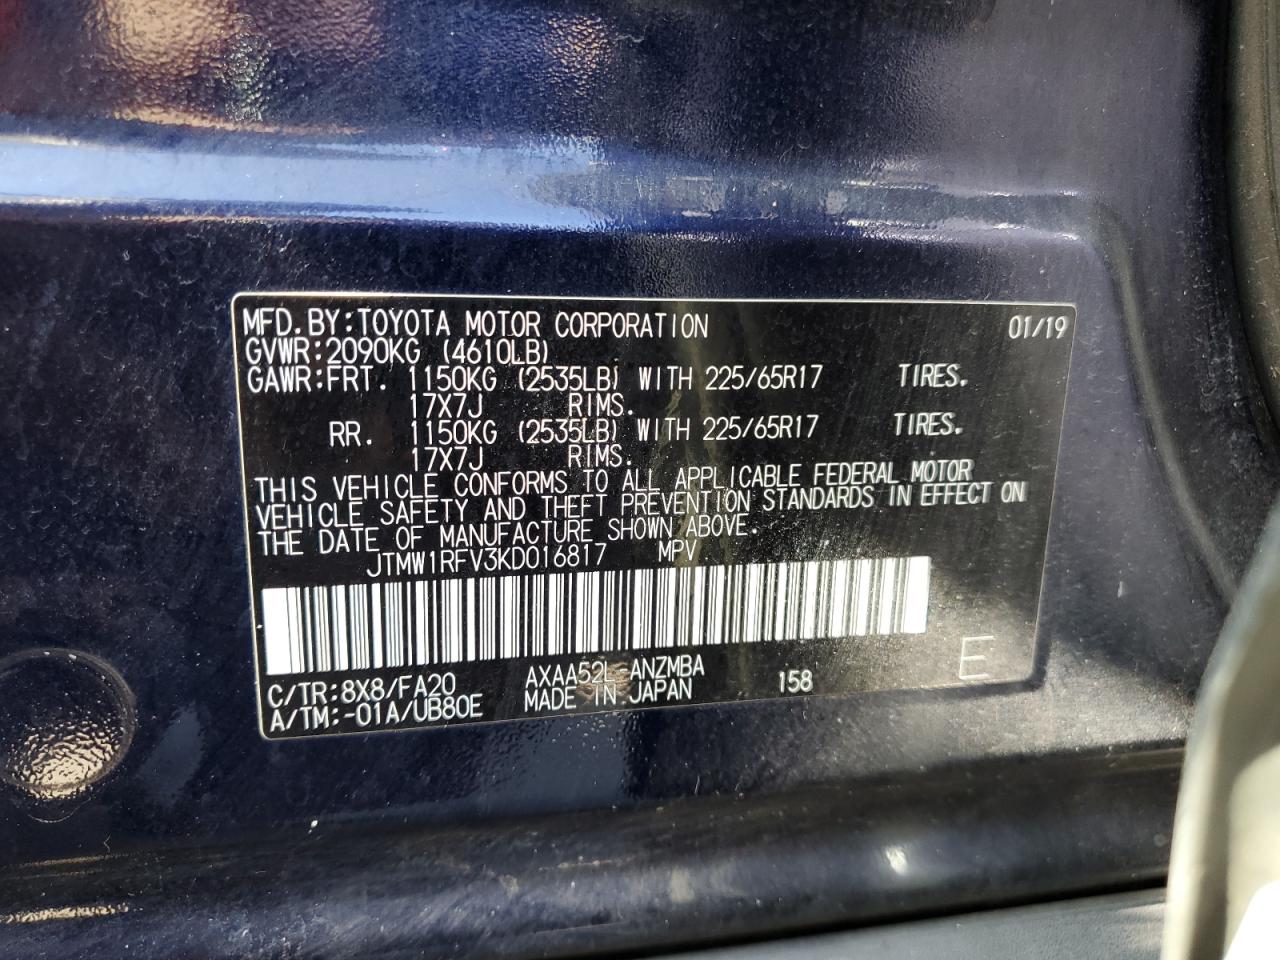 MFD.BY:TOYOTA MOTOR CORPORATION 01/19
GVWR:2090KG (4610LB)
GAWR:FRT. 1150KG (2535LB) WITH 225/65R17 TIRES.
17X7J RIMS.
RR. 1150KG (2535LB) WITH 225/65R17 TIRES.
17X7J RIMS.
THIS VEHICLE CONFORMS TO ALL APPLICABLE FEDERAL MOTOR
VEHICLE SAFETY AND THEFT PREVENTION STANDARDS IN EFFECT ON
THE DATE OF MANUFACTURE SHOWN ABOVE.
JTMW1RFV3KD016817 MPV
C/TR:8X8/FA20 AXAA52L-ANZMBA 158 E
A/TM:-01A/UB80E MADE IN JAPAN